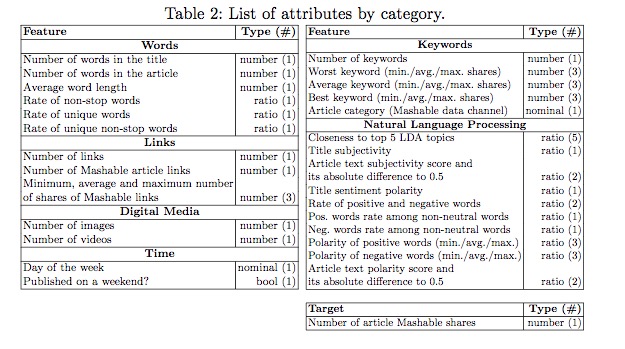 Table 2: List of attributes by category.
Feature Type (#)
Words
Number of words in the title number (1)
Number of words in the article number (1)
Average word length number (1)
Rate of non-stop words ratio (1)
Rate of unique words ratio (1)
Rate of unique non-stop words ratio (1)
Links
Number of links number (1)
Number of Mashable article links number (1)
Minimum, average and maximum number
of shares of Mashable links number (3)
Digital Media
Number of images number (1)
Number of videos number (1)
Time
Day of the week nominal (1)
Published on a weekend? bool (1)
Feature Type (#)
Keywords
Number of keywords number (1)
Worst keyword (min./avg./max. shares) number (3)
Average keyword (min./avg./max. shares) number (3)
Best keyword (min./avg./max. shares) number (3)
Article category (Mashable data channel) nominal (1)
Natural Language Processing
Closeness to top 5 LDA topics ratio (5)
Title subjectivity ratio (1)
Article text subjectivity score and
its absolute difference to 0.5 ratio (2)
Title sentiment polarity ratio (1)
Rate of positive and negative words ratio (2)
Pos. words rate among non-neutral words ratio (1)
Neg. words rate among non-neutral words ratio (1)
Polarity of positive words (min./avg./max.) ratio (3)
Polarity of negative words (min./avg./max.) ratio (3)
Article text polarity score and
its absolute difference to 0.5 ratio (2)
Target Type (#)
Number of article Mashable shares number (1)